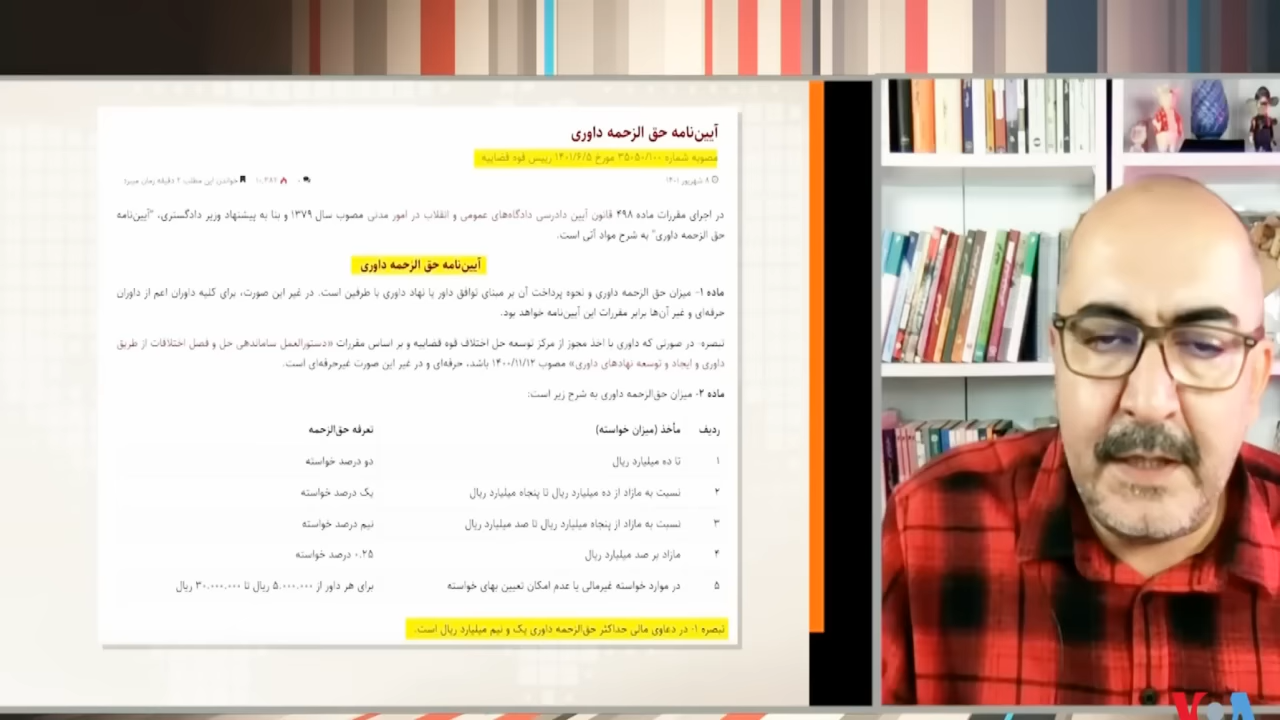 آیین‌نامه حق الزحمه داوری
مصوبه شماره ۳۵۰۵۰/۱۰۰ مورخ ۱۴۰۱/۶/۵ رییس قوه قضاییه
۸ شهریور ۱۴۰۱
خواندن این مطلب ۲ دقیقه زمان میبرد
در اجرای مقررات ماده ۴۹۸ قانون آیین دادرسی دادگاه‌های عمومی و انقلاب در امور مدنی مصوب سال ۱۳۷۹ و بنا به پیشنهاد وزیر دادگستری، "آیین‌نامه
حق الزحمه داوری" به شرح مواد آتی است.
آیین‌نامه حق الزحمه داوری
ماده ۱- میزان حق الزحمه داوری و نحوه پرداخت آن بر مبنای توافق داور یا نهاد داوری با طرفین است. در غیر این صورت، برای کلیه داوران اعم از داوران
حرفه‌ای و غیر آن‌ها برابر مقررات این آیین‌نامه خواهد بود.
تبصره- در صورتی که داوری با اخذ مجوز از مرکز توسعه حل اختلاف قوه قضاییه و بر اساس مقررات «دستورالعمل ساماندهی حل و فصل اختلافات از طریق
داوری و ایجاد و توسعه نهادهای داوری» مصوب ۱۴۰۰/۱۱/۱۲ باشد، حرفه‌ای و در غیر این صورت غیرحرفه‌ای است.
ماده ۲- میزان حق‌الزحمه داوری به شرح زیر است:
ردیف مأخذ (میزان خواسته) تعرفه حق‌الزحمه
۱ تا ده میلیارد ریال دو درصد خواسته
۲ نسبت به مازاد از ده میلیارد ریال تا پنجاه میلیارد ریال یک درصد خواسته
۳ نسبت به مازاد از پنجاه میلیارد ریال تا صد میلیارد ریال نیم درصد خواسته
۴ مازاد بر صد میلیارد ریال ۰.۲۵ درصد خواسته
۵ در موارد خواسته غیرمالی یا عدم امکان تعیین بهای خواسته برای هر داور از ۵.۰۰۰.۰۰۰ ریال تا ۳۰.۰۰۰.۰۰۰ ریال
تبصره ۱- در دعاوی مالی حداکثر حق‌الزحمه داوری یک و نیم میلیارد ریال است.
VOA